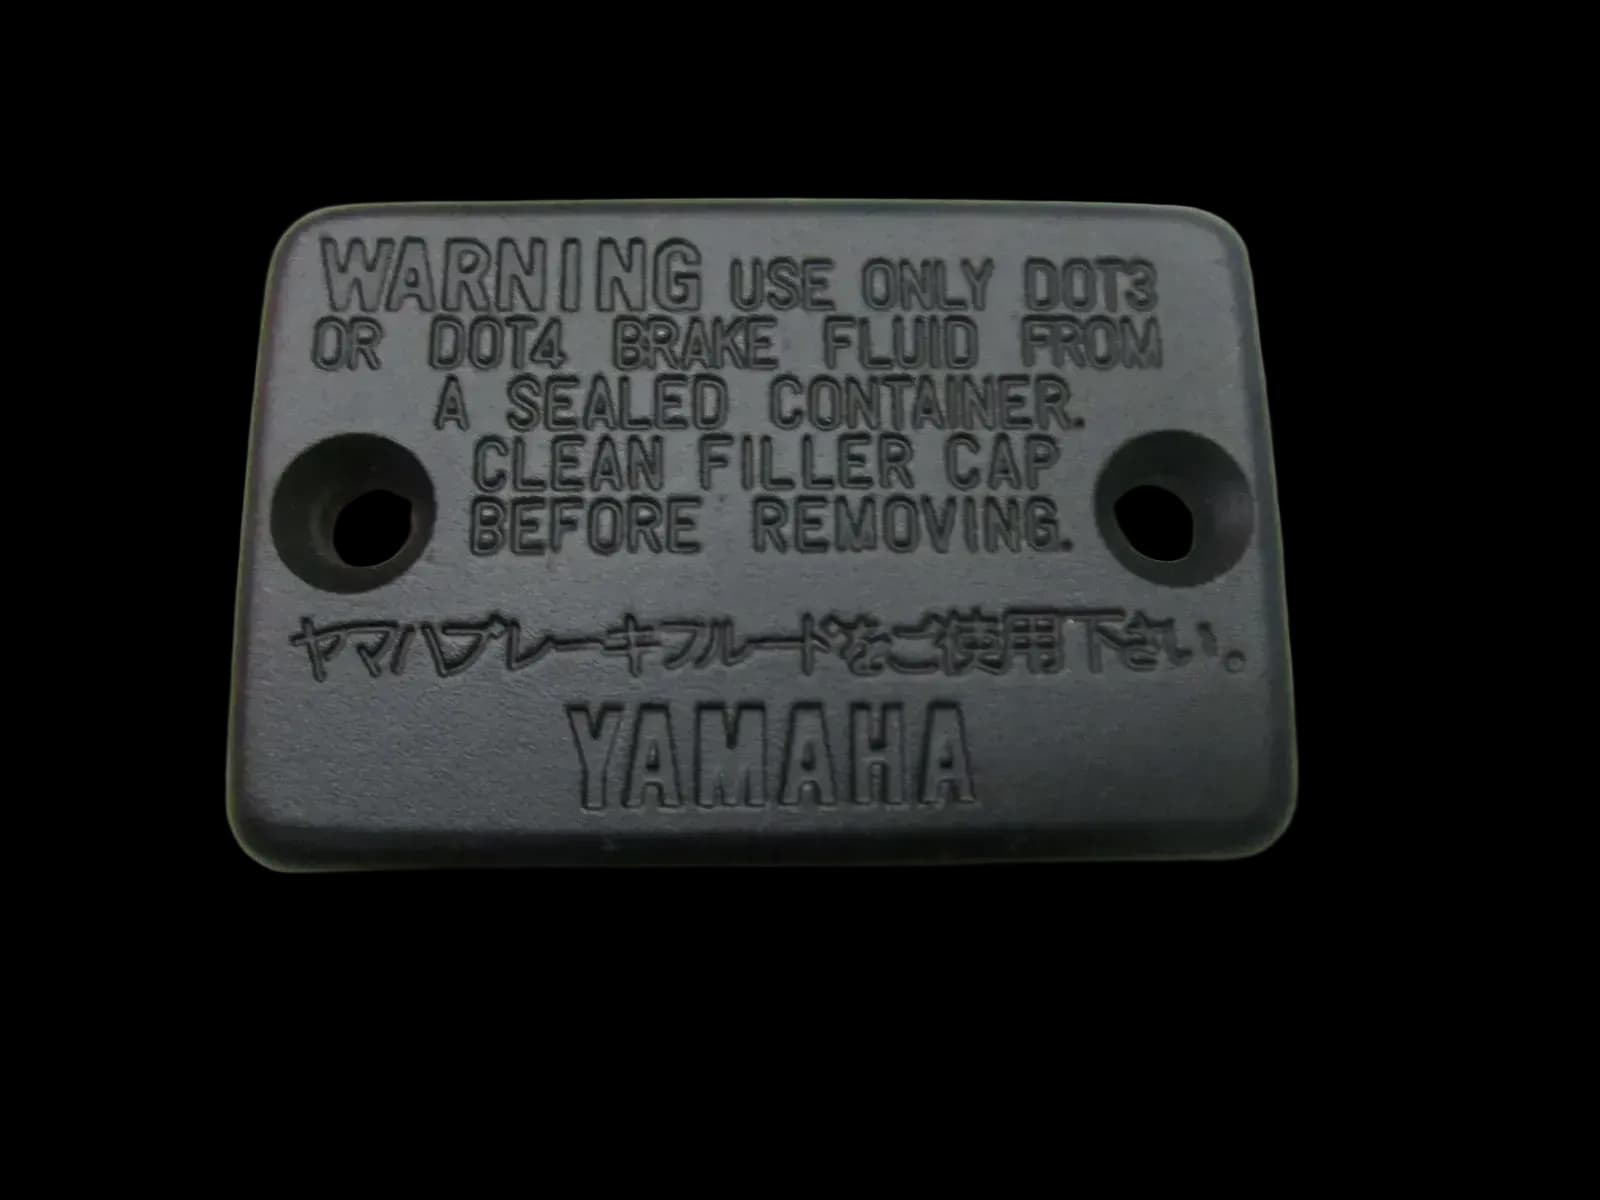 WARNING USE ONLY DOT3
OR DOT4 BRAKE FLUID FROM
A SEALED CONTAINER.
CLEAN FILLER CAP
BEFORE REMOVING.
ヤマハブレーキフルードをご使用下さい。
YAMAHA